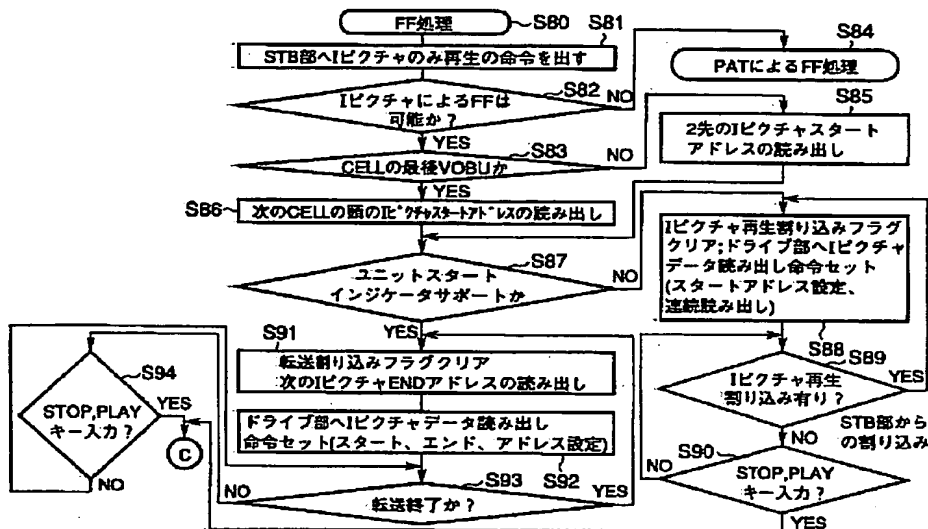 FF処理
S80
S81
STB部へIピクチャのみ再生の命令を出す
S82
IピクチャによるFFは
可能か?
NO
YES
S84
PATによるFF処理
S83
CELLの最後VOBUか
NO
YES
S85
2先のIピクチャスタート
アドレスの読み出し
S86
次のCELLの頭のIピクチャスタートアドレスの読み出し
S87
ユニットスタート
インジケータサポートか
NO
YES
Iピクチャ再生割り込みフラグ
クリア;ドライブ部へIピクチャ
データ読み出し命令セット
(スタートアドレス設定、
連続読み出し)
S88
S89
Iピクチャ再生
割り込み有り?
YES
NO
STB部から
の割り込み
S90
STOP,PLAY
キー入力?
YES
S91
転送割り込みフラグクリア
次のIピクチャENDアドレスの読み出し
ドライブ部へIピクチャデータ読み出し
命令セット(スタート、エンド、アドレス設定)
S92
S93
転送終了か?
NO
YES
S94
STOP,PLAY
キー入力?
YES
NO
C